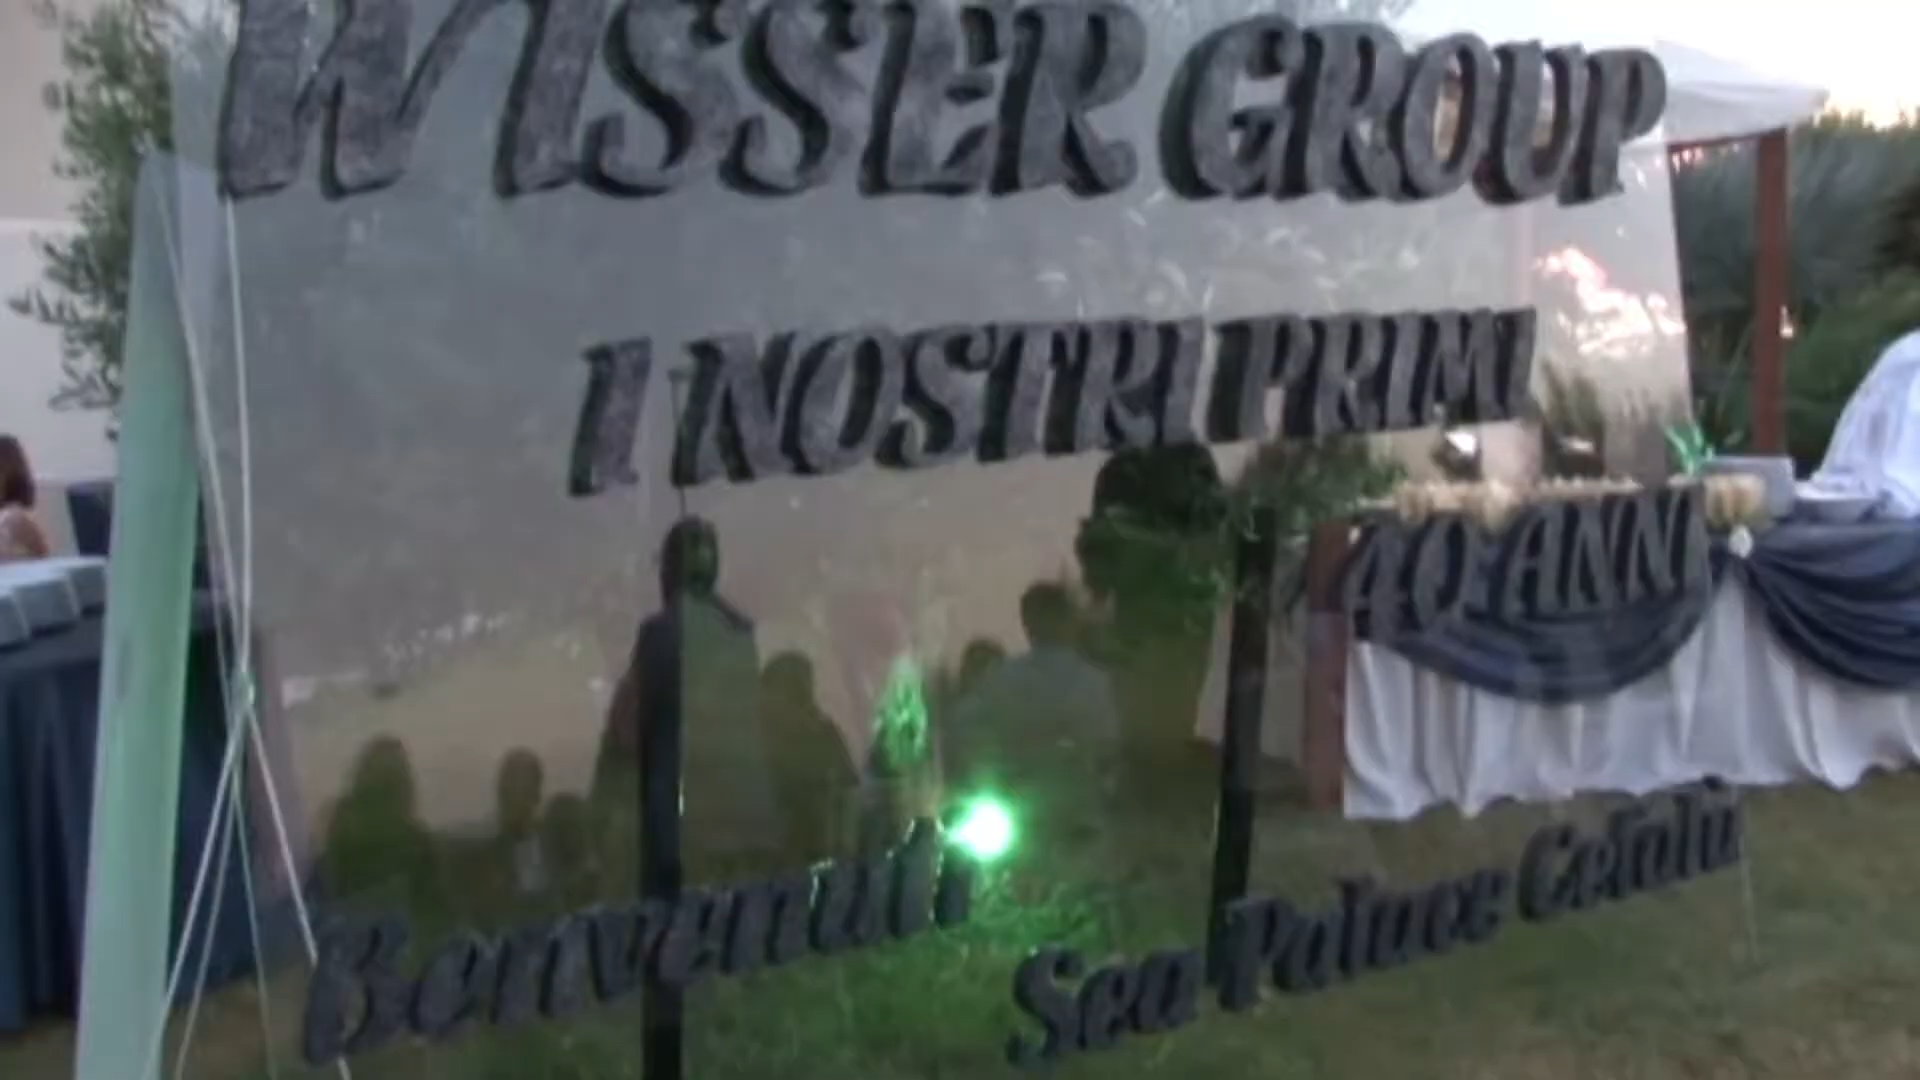 WISSER GROUP
I NOSTRI PRIMI
40 ANNI
Benvenuti
Sea Palace Cefalù